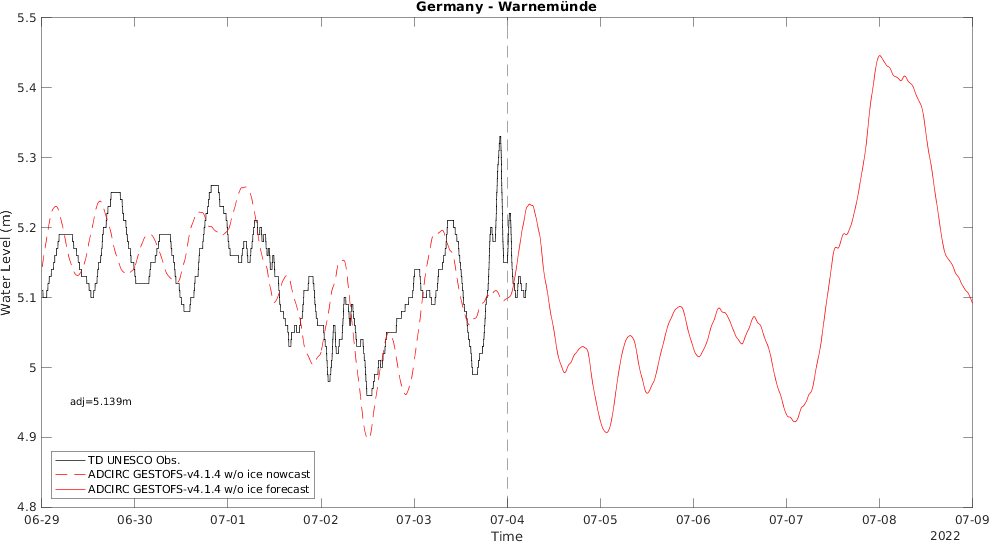 Germany - Warnemünde
5.5
5.4
5.3
5.2
5.1
5
4.9
4.8
Water Level (m)
adj=5.139m
TD UNESCO Obs.
ADCIRC GESTOFS-v4.1.4 w/o ice nowcast
ADCIRC GESTOFS-v4.1.4 w/o ice forecast
06-29 06-30 07-01 07-02 07-03 07-04 07-05 07-06 07-07 07-08 07-09
Time
2022